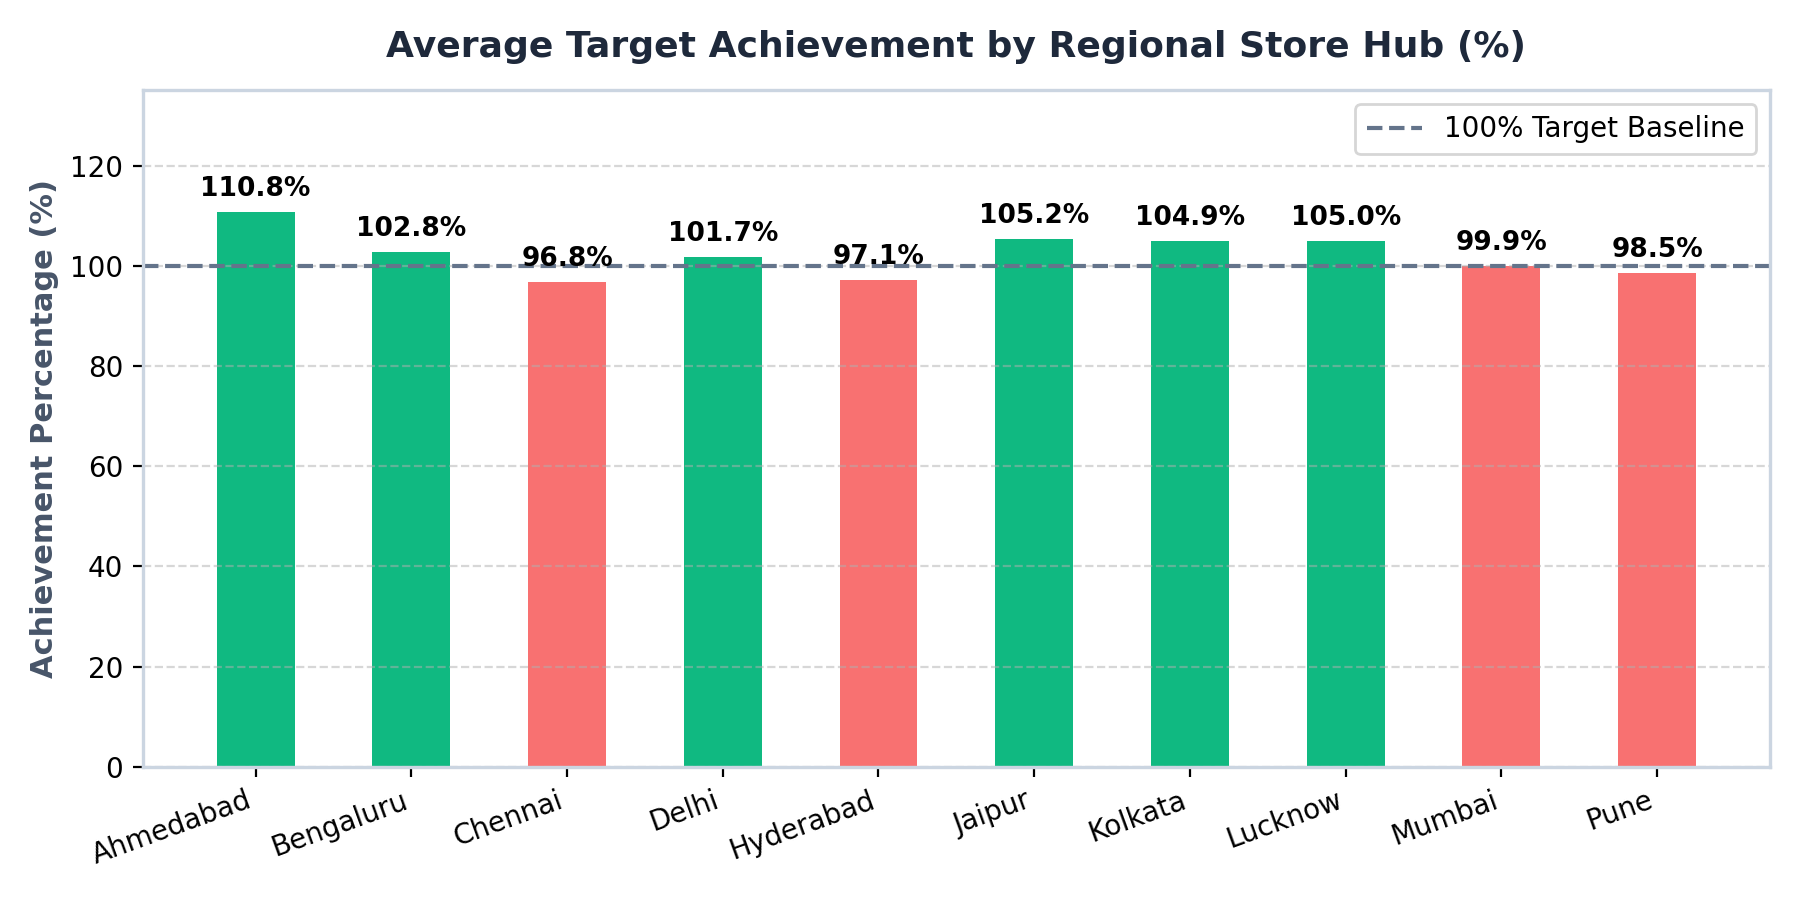 Average Target Achievement by Regional Store Hub (%)
100% Target Baseline
Achievement Percentage (%)
120
100
80
60
40
20
0
110.8%
102.8%
96.8%
101.7%
97.1%
105.2%
104.9%
105.0%
99.9%
98.5%
Ahmedabad
Bengaluru
Chennai
Delhi
Hyderabad
Jaipur
Kolkata
Lucknow
Mumbai
Pune